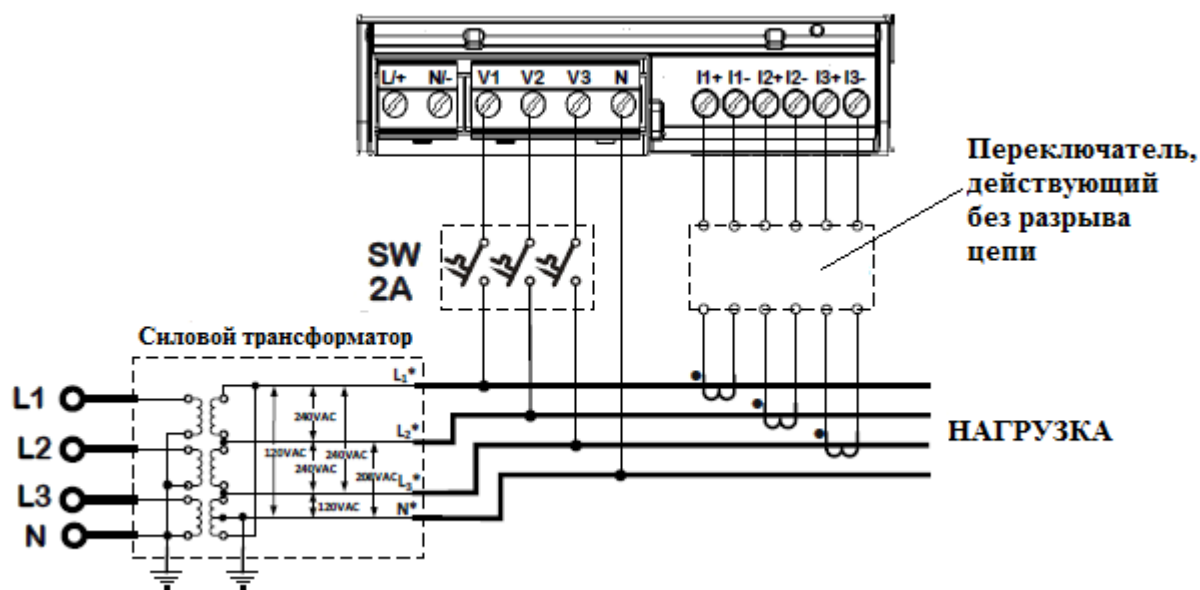 L/+ N/- V1 V2 V3 N I1+ I1- I2+ I2- I3+ I3-
Переключатель,
действующий
без разрыва
цепи
SW
2A
Силовой трансформатор
L1
L2
L3
N
L₁*
240VAC
L₂*
120VAC
240VAC
240VAC
208VAC
L₃*
120VAC
N*
НАГРУЗКА